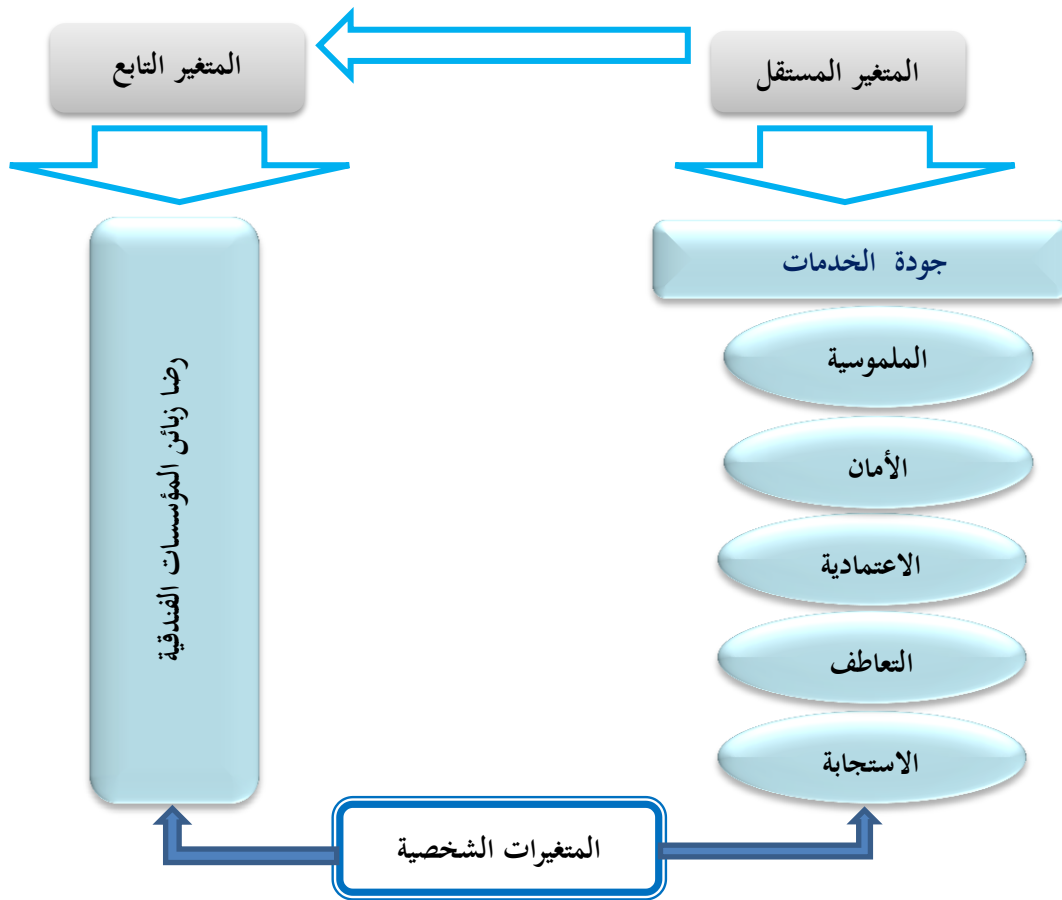 المتغير المستقل
المتغير التابع
جودة الخدمات
الملموسية
الأمان
الاعتمادية
التعاطف
الاستجابة
رضا زبائن المؤسسات الفندقية
المتغيرات الشخصية